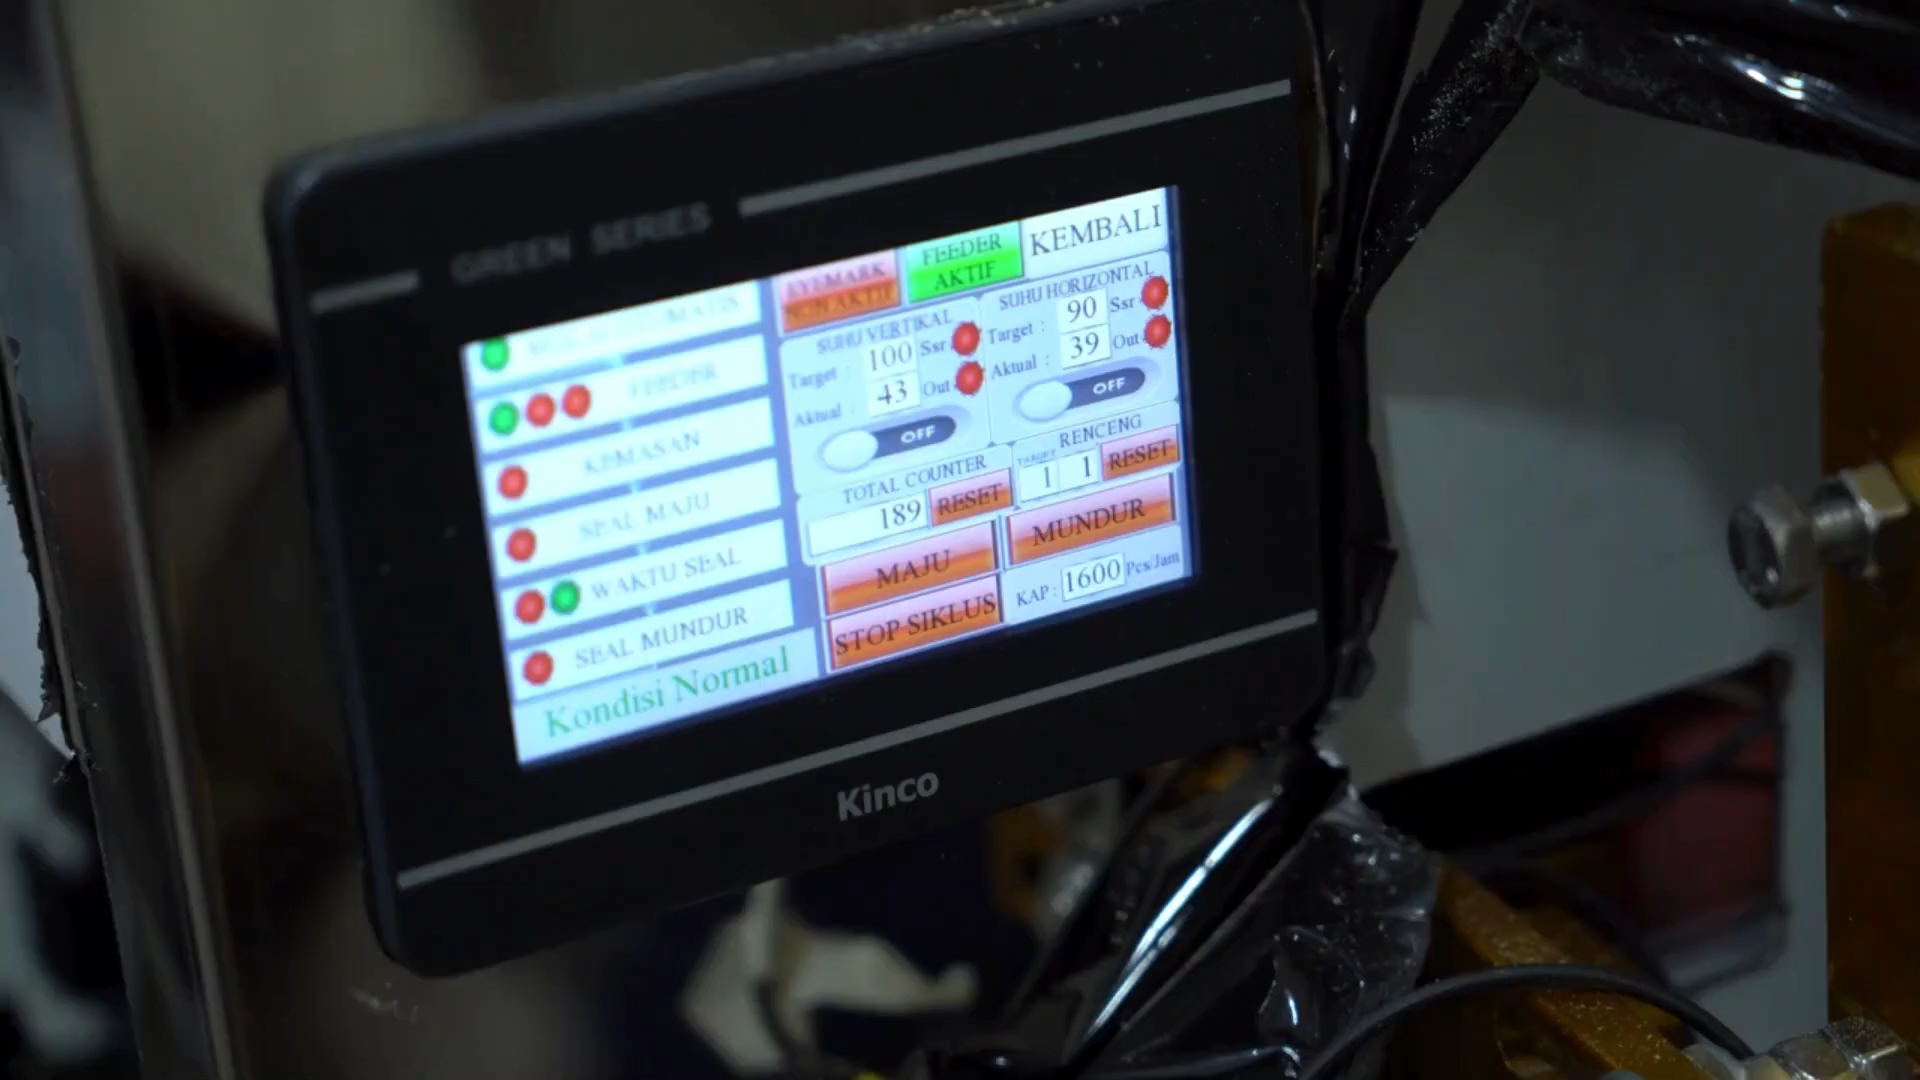 GREEN SERIES
FEEDER
KEMASAN
SEAL MAJU
WAKTU SEAL
SEAL MUNDUR
Kondisi Normal
EYEMARK
NON AKTIF
FEEDER
AKTIF
KEMBALI
SUHU VERTIKAL
Target : 100 Ssr
Aktual : 43 Out
OFF
SUHU HORIZONTAL
Target : 90 Ssr
Aktual : 39 Out
OFF
TOTAL COUNTER
189 RESET
RENCENG
TARGET
1 1 RESET
MAJU
MUNDUR
STOP SIKLUS
KAP : 1600 Pcs/Jam
Kinco